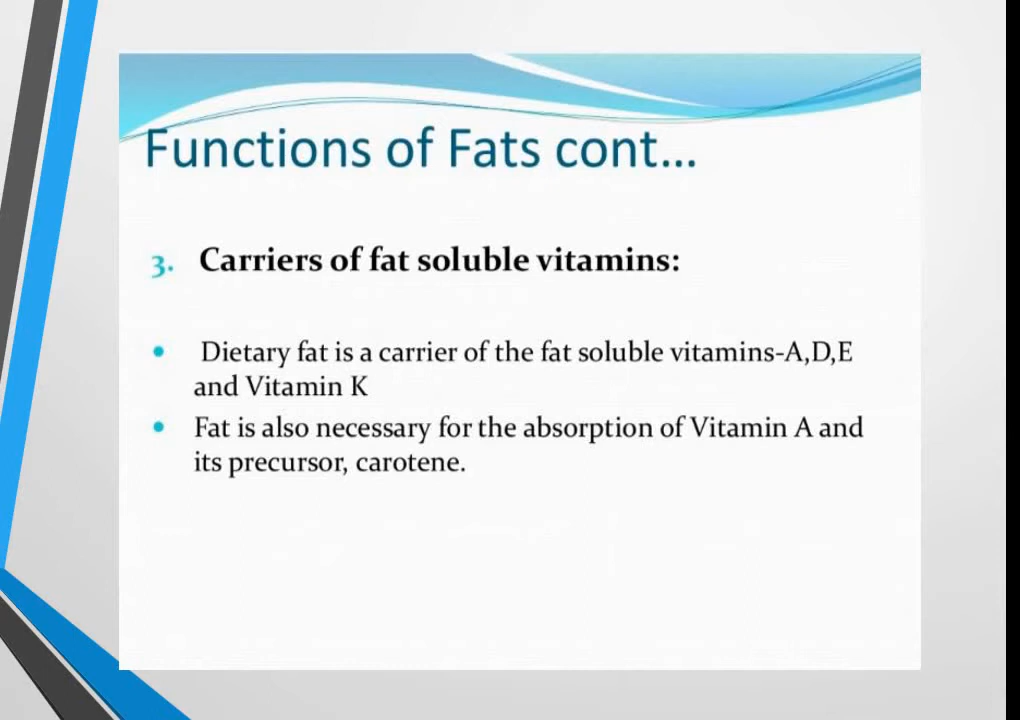 Functions of Fats cont...
3. Carriers of fat soluble vitamins:
• Dietary fat is a carrier of the fat soluble vitamins-A,D,E
and Vitamin K
• Fat is also necessary for the absorption of Vitamin A and
its precursor, carotene.